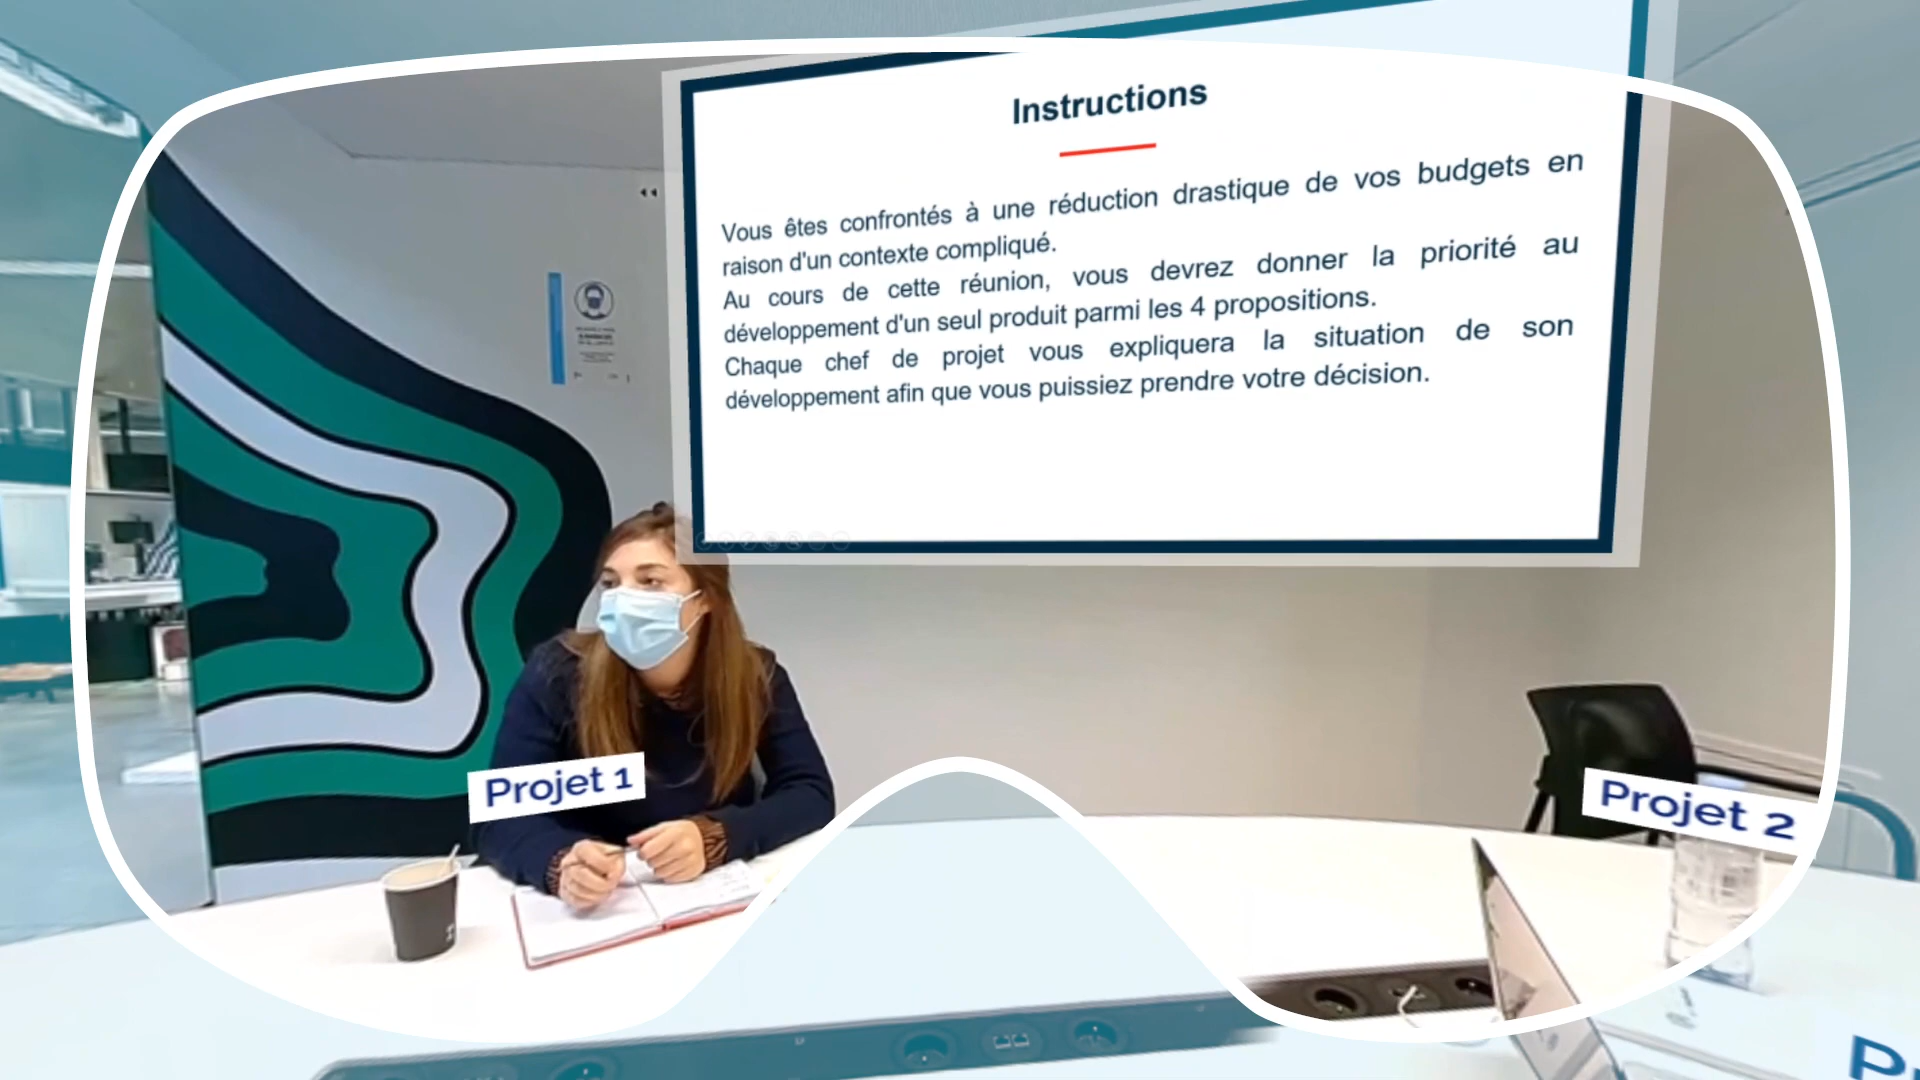 Instructions
Vous êtes confrontés à une réduction drastique de vos budgets en
raison d'un contexte compliqué.
Au cours de cette réunion, vous devrez donner la priorité au
développement d'un seul produit parmi les 4 propositions.
Chaque chef de projet vous expliquera la situation de son
développement afin que vous puissiez prendre votre décision.
Projet 1
Projet 2